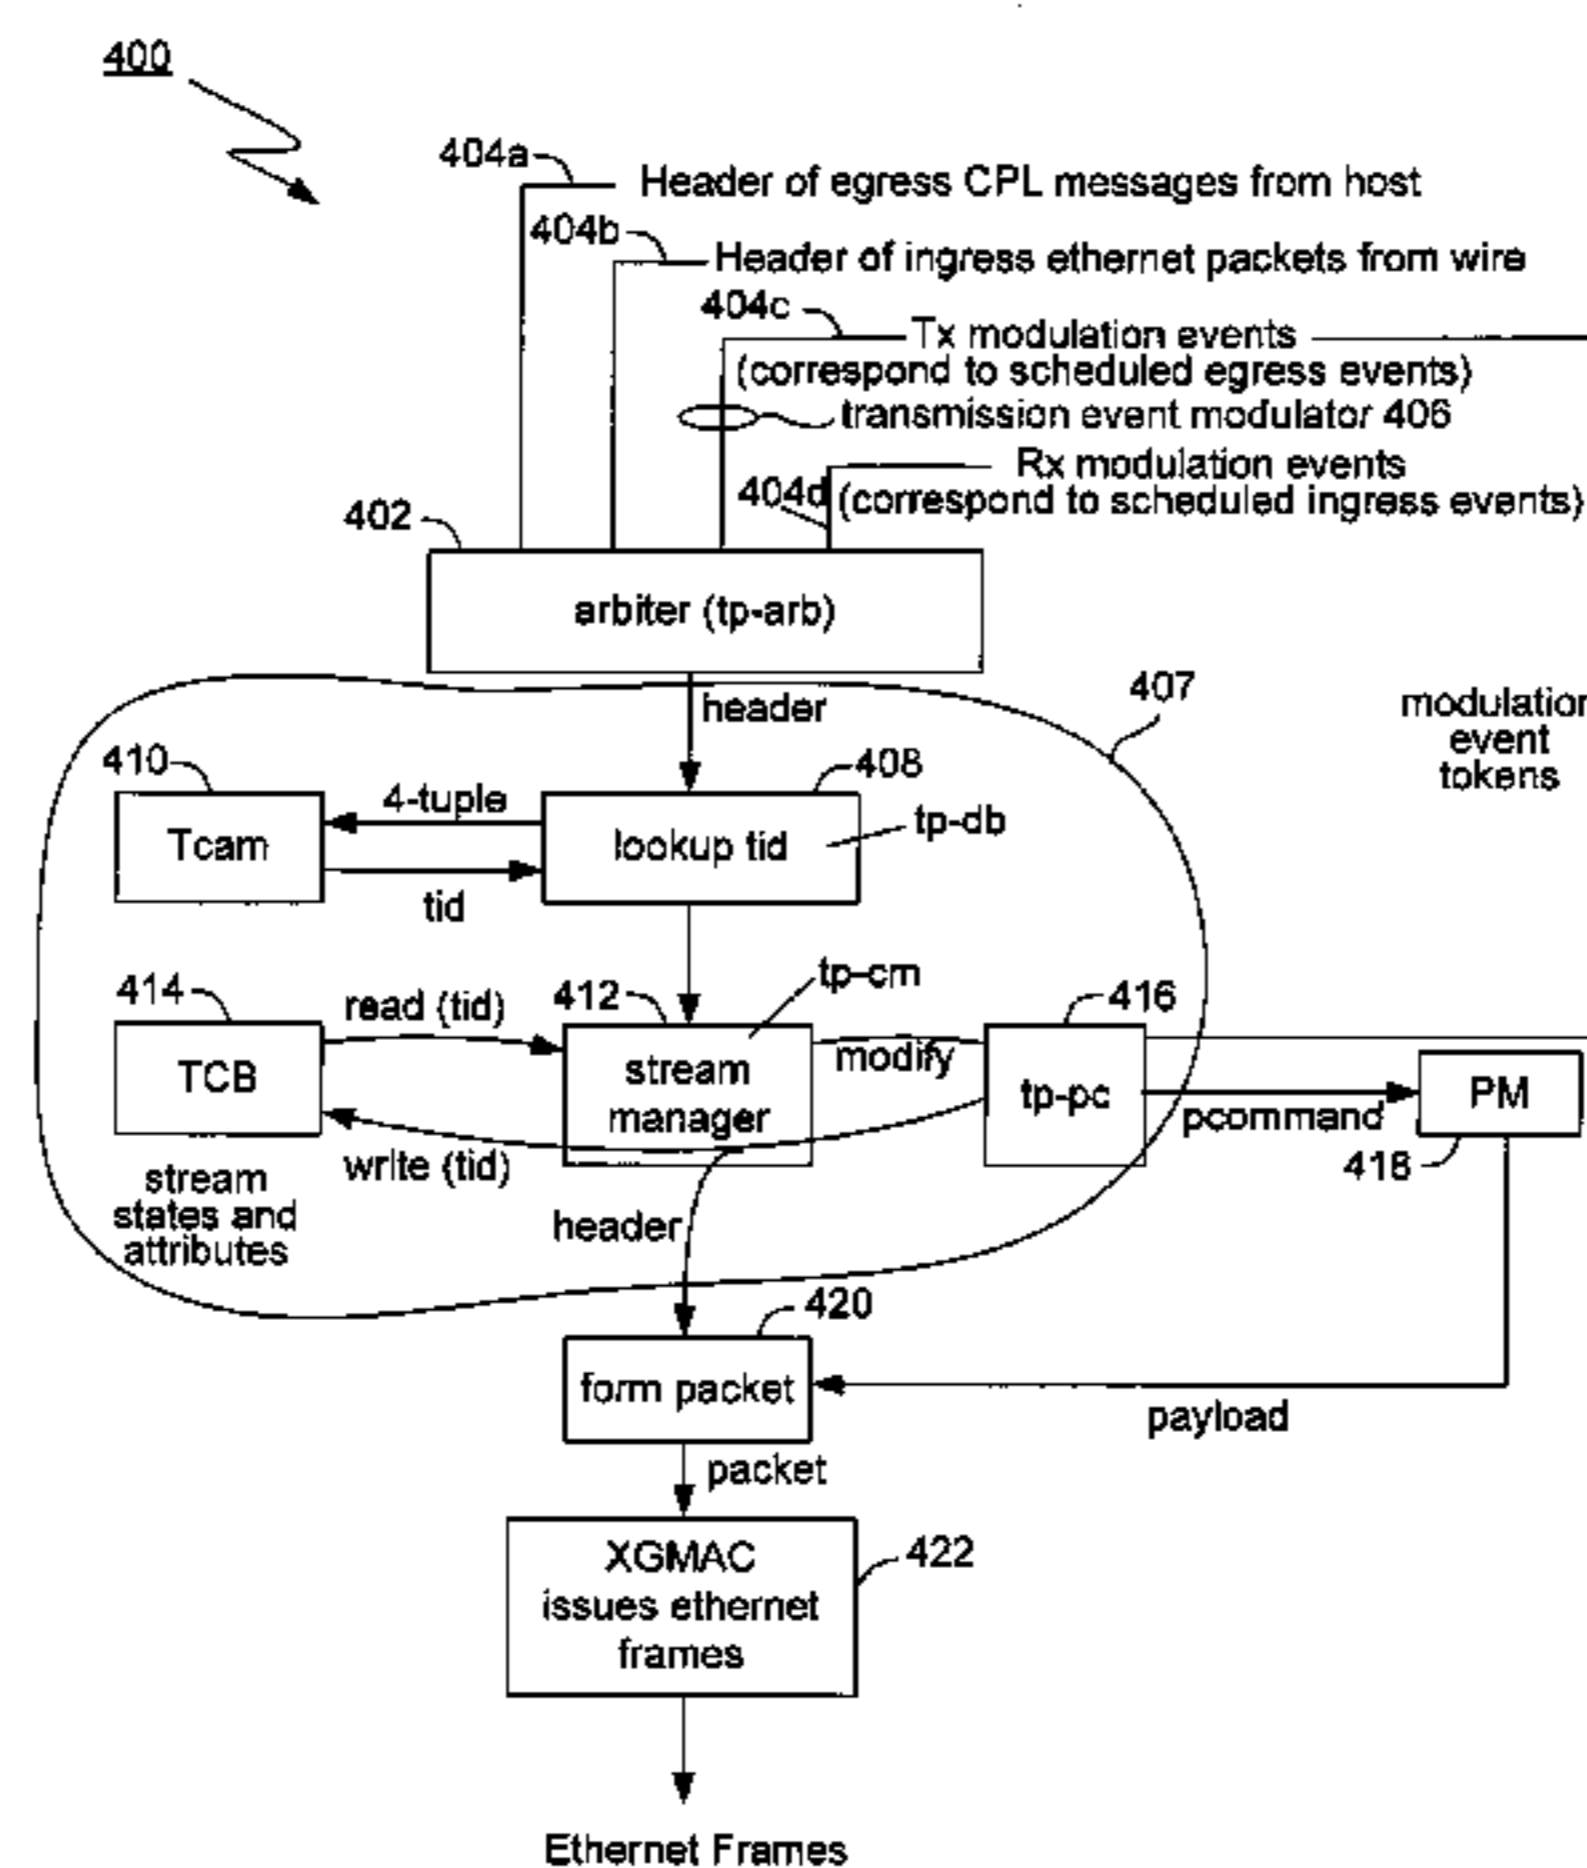 400
404a
Header of egress CPL messages from host
404b
Header of ingress ethernet packets from wire
404c
Tx modulation events
(correspond to scheduled egress events)
transmission event modulator 406
Rx modulation events
404d
(correspond to scheduled ingress events)
402
arbiter (tp-arb)
header
407
modulation
event
tokens
410
4-tuple
408
Tcam
lookup tid
tp-db
tid
414
read (tid)
412
tp-cm
416
TCB
stream
manager
modify
tp-pc
pcommand
PM
write (tid)
418
stream
states and
attributes
header
420
form packet
payload
packet
XGMAC
issues ethernet
frames
422
Ethernet Frames